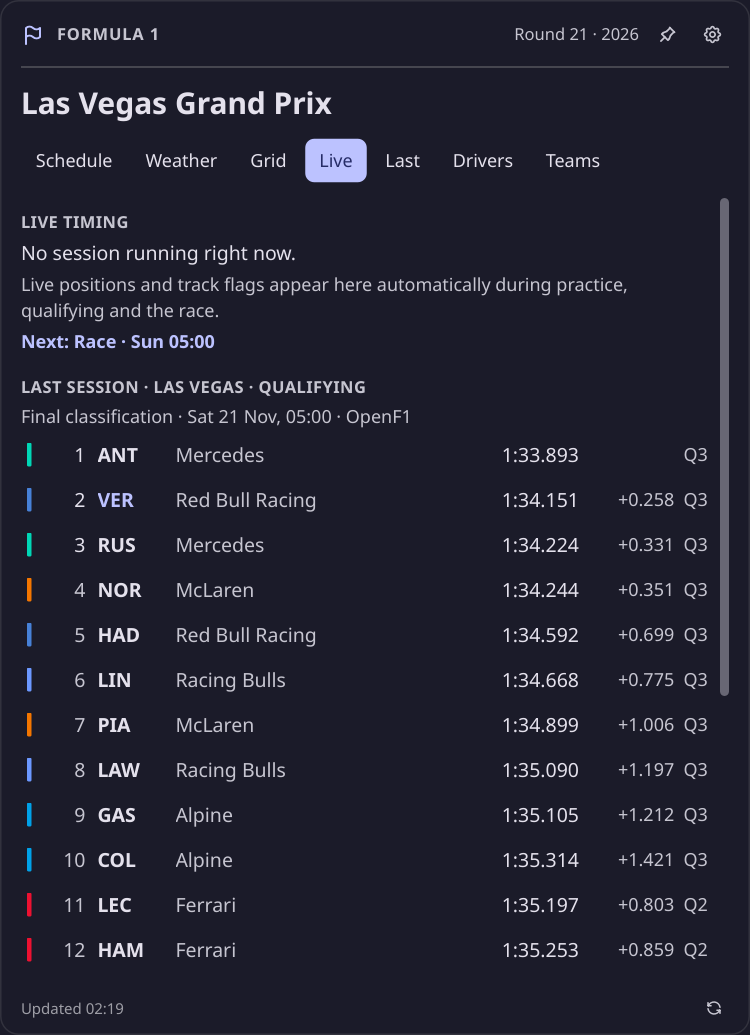 FORMULA 1
Round 21 · 2026
Las Vegas Grand Prix
Schedule Weather Grid Live Last Drivers Teams
LIVE TIMING
No session running right now.
Live positions and track flags appear here automatically during practice,
qualifying and the race.
Next: Race · Sun 05:00
LAST SESSION · LAS VEGAS · QUALIFYING
Final classification · Sat 21 Nov, 05:00 · OpenF1
1 ANT Mercedes 1:33.893 Q3
2 VER Red Bull Racing 1:34.151 +0.258 Q3
3 RUS Mercedes 1:34.224 +0.331 Q3
4 NOR McLaren 1:34.244 +0.351 Q3
5 HAD Red Bull Racing 1:34.592 +0.699 Q3
6 LIN Racing Bulls 1:34.668 +0.775 Q3
7 PIA McLaren 1:34.899 +1.006 Q3
8 LAW Racing Bulls 1:35.090 +1.197 Q3
9 GAS Alpine 1:35.105 +1.212 Q3
10 COL Alpine 1:35.314 +1.421 Q3
11 LEC Ferrari 1:35.197 +0.803 Q2
12 HAM Ferrari 1:35.253 +0.859 Q2
Updated 02:19